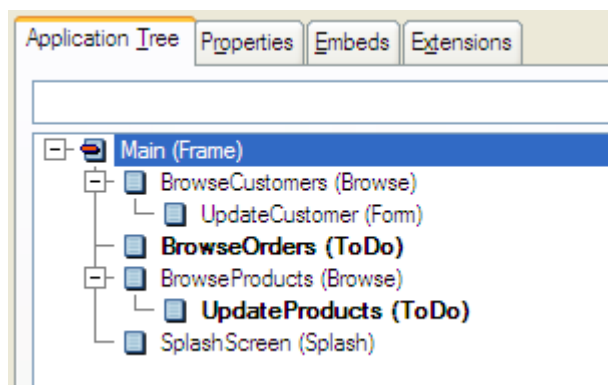 Application Tree Properties Embeds Extensions
Main (Frame)
BrowseCustomers (Browse)
UpdateCustomer (Form)
BrowseOrders (ToDo)
BrowseProducts (Browse)
UpdateProducts (ToDo)
SplashScreen (Splash)